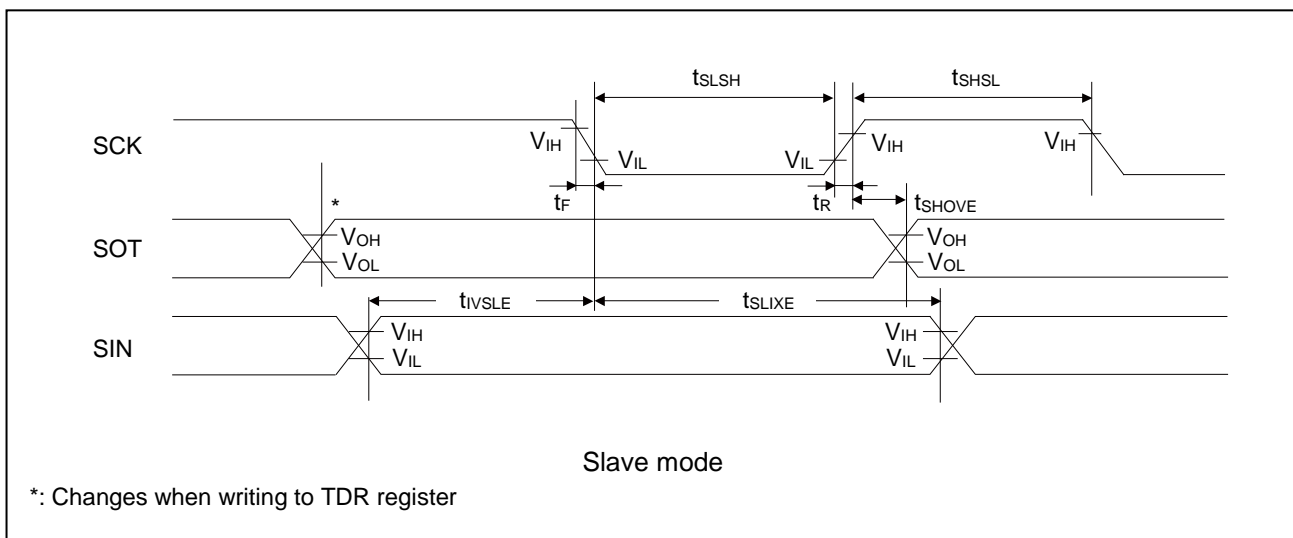 tSLSH
tSHSL
SCK
VIH
VIL
VIL
VIH
VIH
tF
tR
tSHOVE
*
SOT
VOH
VOL
VOH
VOL
tIVSLE
tSLIXE
SIN
VIH
VIL
VIH
VIL
Slave mode
*: Changes when writing to TDR register